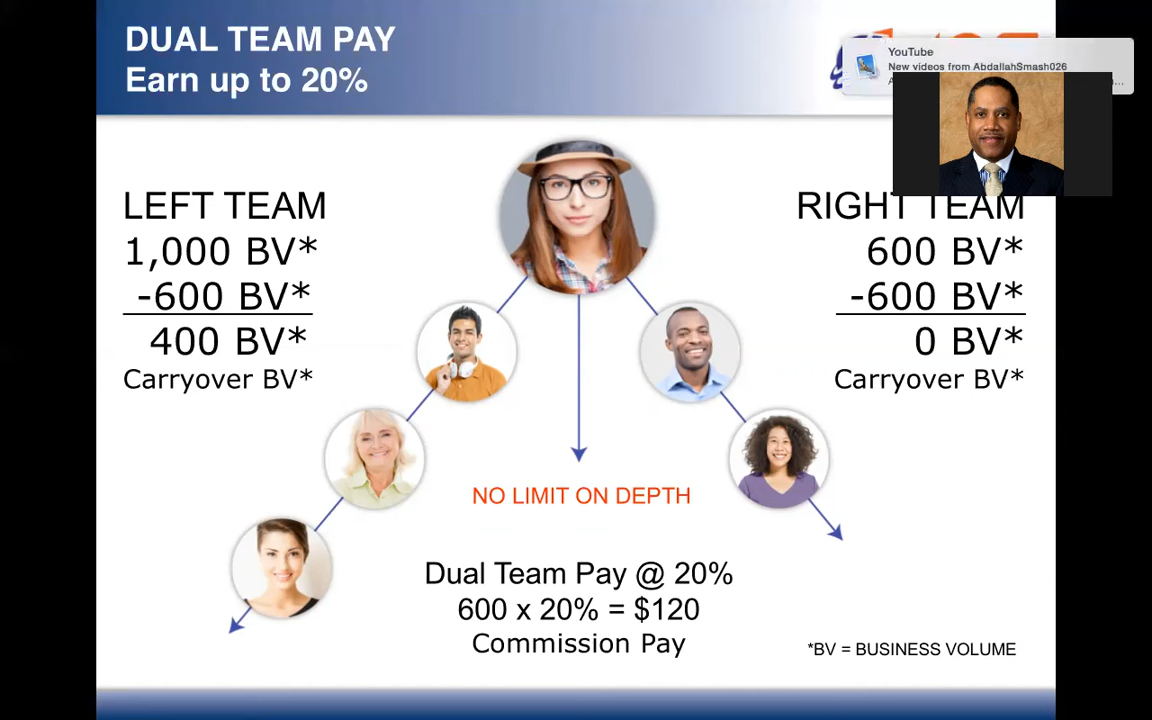 DUAL TEAM PAY
Earn up to 20%
YouTube
New videos from AbdallahSmash026
LEFT TEAM
1,000 BV*
-600 BV*
400 BV*
Carryover BV*
RIGHT TEAM
600 BV*
-600 BV*
0 BV*
Carryover BV*
NO LIMIT ON DEPTH
Dual Team Pay @ 20%
600 x 20% = $120
Commission Pay
*BV = BUSINESS VOLUME